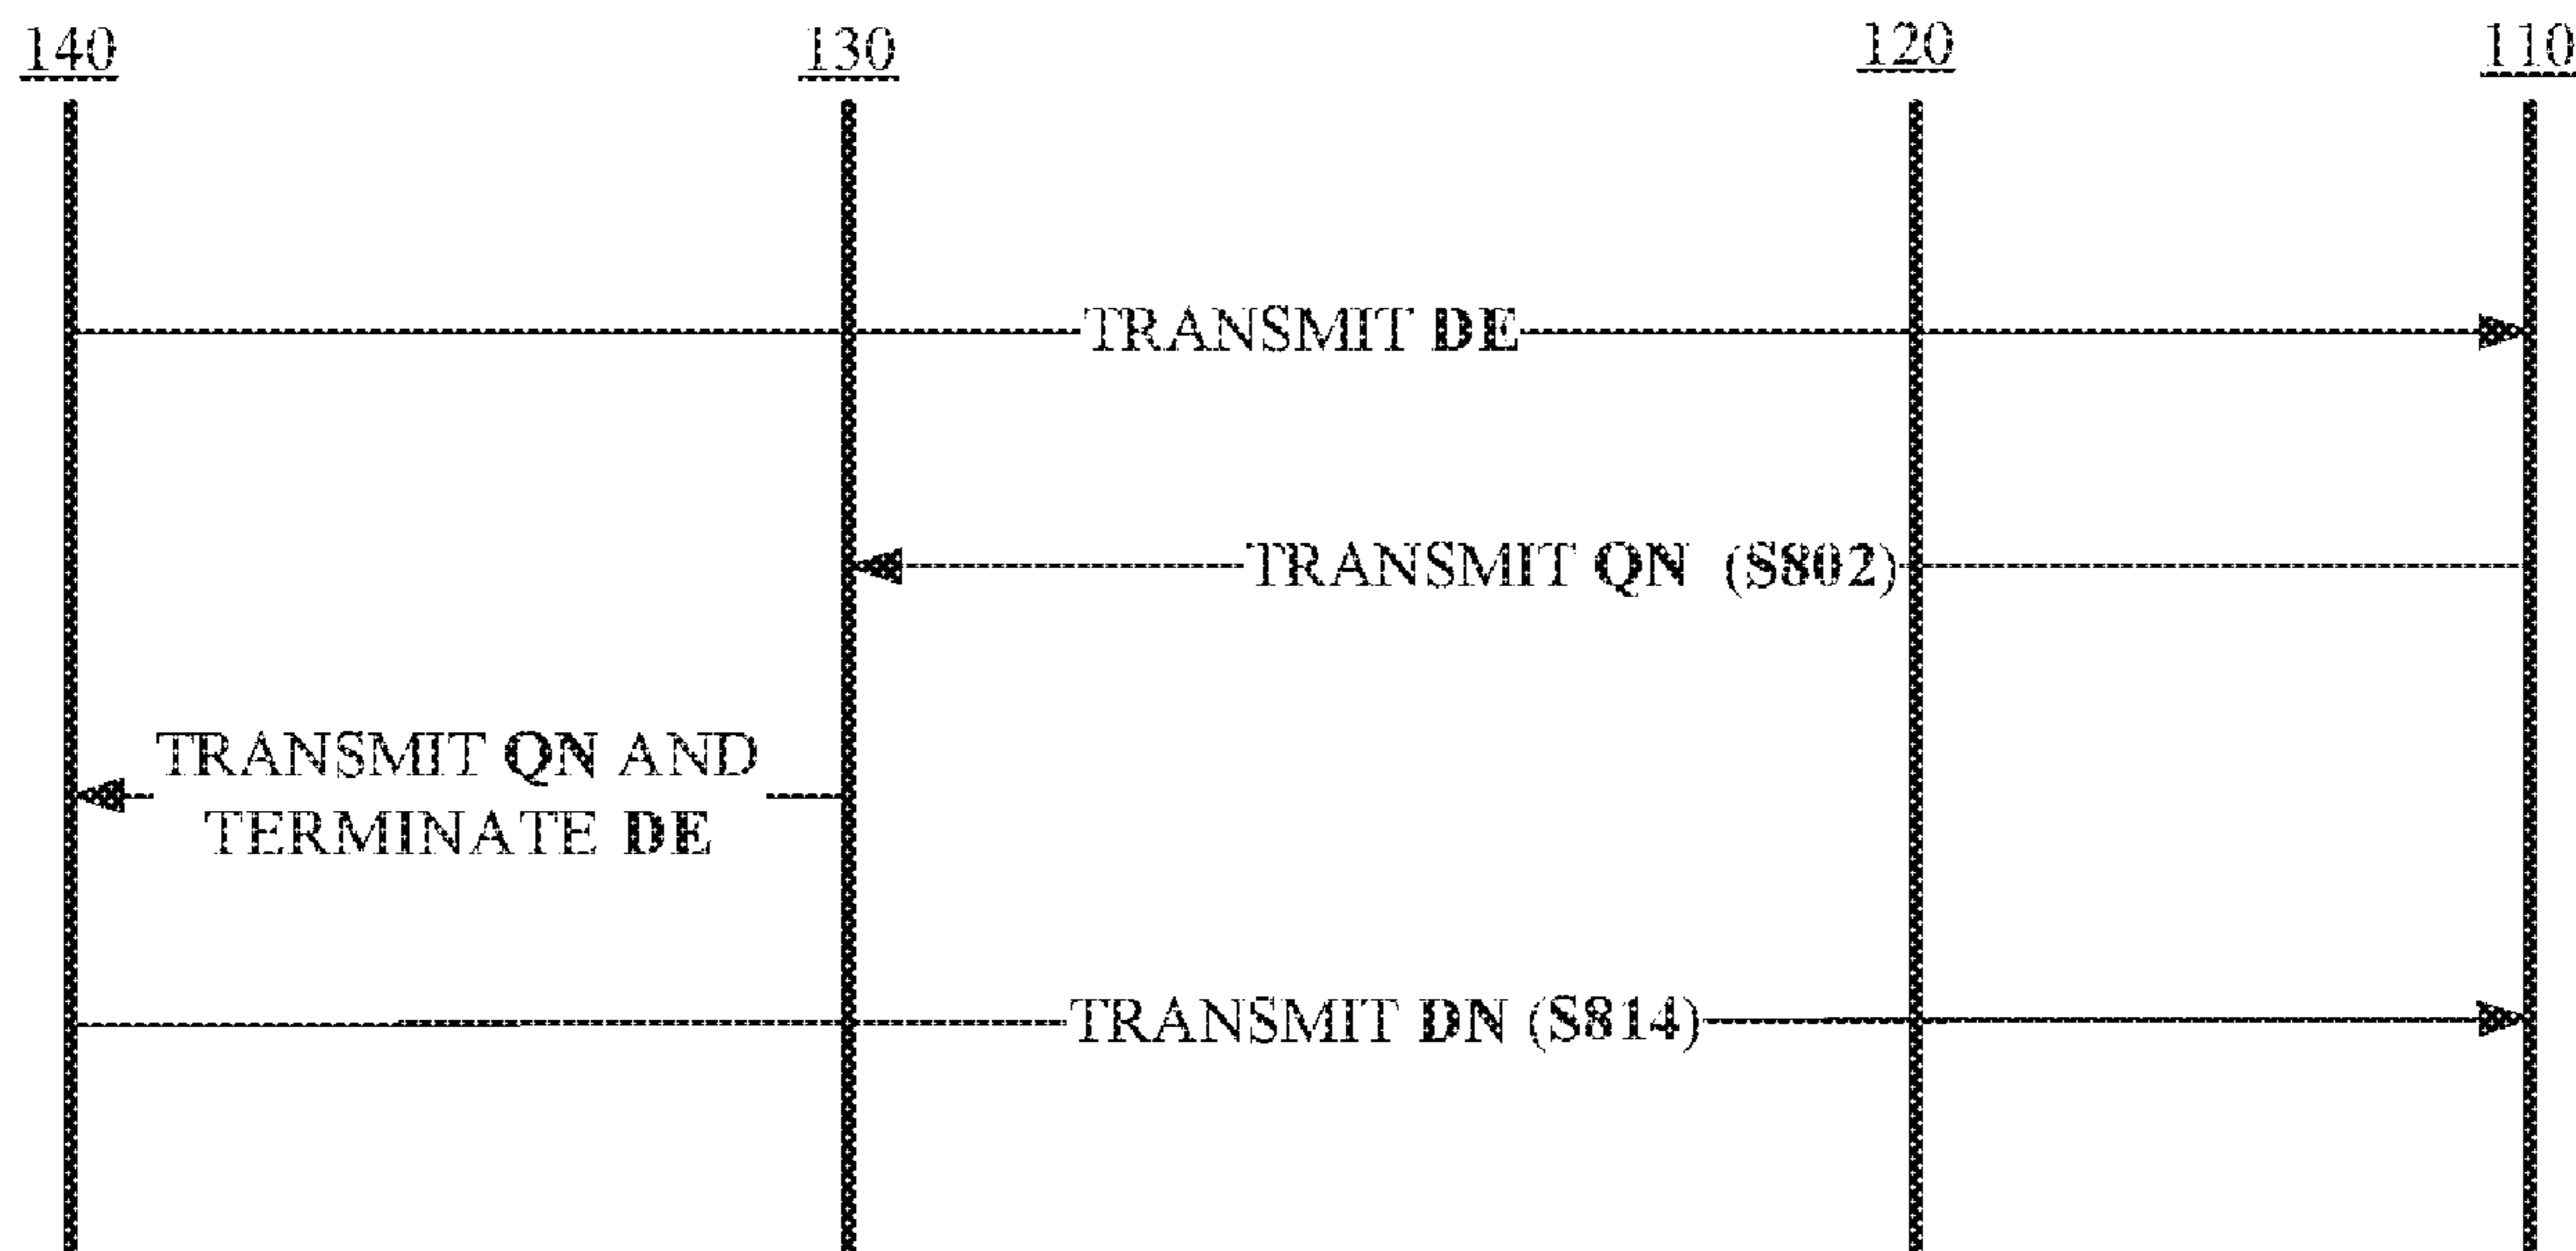 140
130
120
110
TRANSMIT DE
TRANSMIT QN (S802)
TRANSMIT QN AND
TERMINATE DE
TRANSMIT DN (S814)